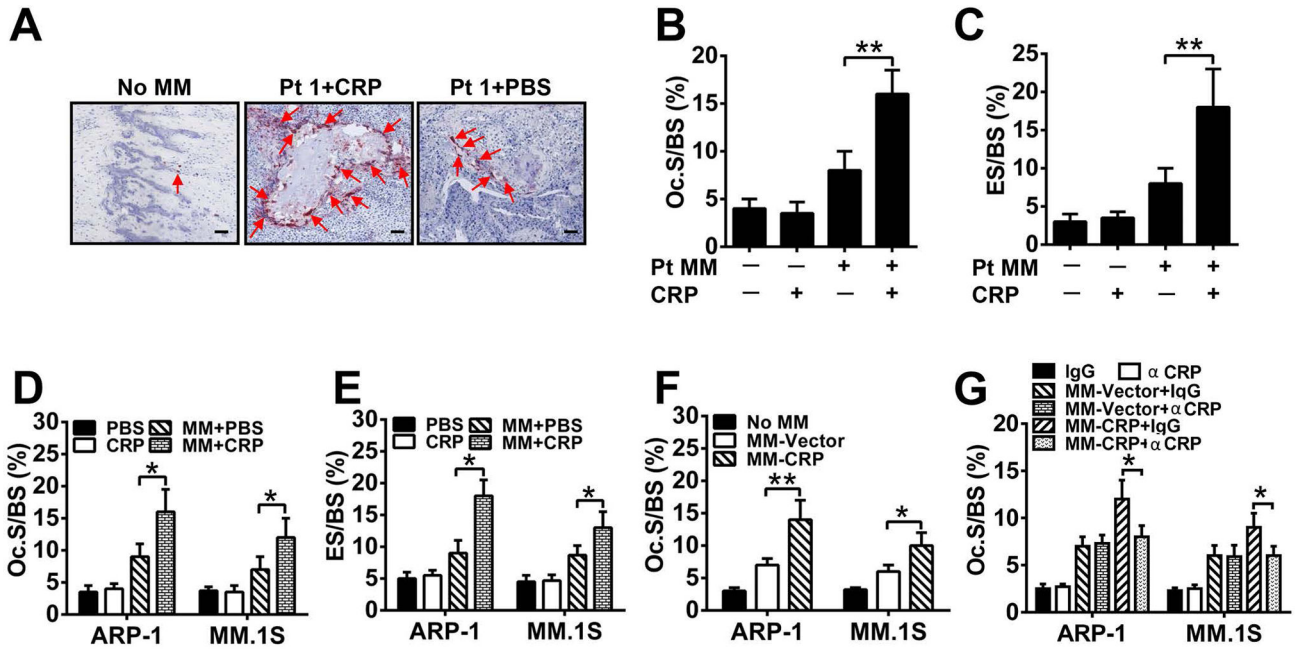 A
No MM
Pt 1+CRP
Pt 1+PBS
B
**
Oc.S/BS (%)
20
15
10
5
0
Pt MM — — + +
CRP — + — +
C
**
ES/BS (%)
25
20
15
10
5
0
Pt MM — — + +
CRP — + — +
D
PBS MM+PBS
CRP MM+CRP
Oc.S/BS (%)
30
25
20
15
10
5
0
* *
ARP-1 MM.1S
E
PBS MM+PBS
CRP MM+CRP
ES/BS (%)
30
25
20
15
10
5
0
* *
ARP-1 MM.1S
F
No MM
MM-Vector
MM-CRP
Oc.S/BS (%)
30
25
20
15
10
5
0
** *
ARP-1 MM.1S
G
IgG α CRP
MM-Vector+IqG
MM-Vector+α CRP
MM-CRP+IgG
MM-CRP+α CRP
Oc.S/BS (%)
20
15
10
5
0
* *
ARP-1 MM.1S